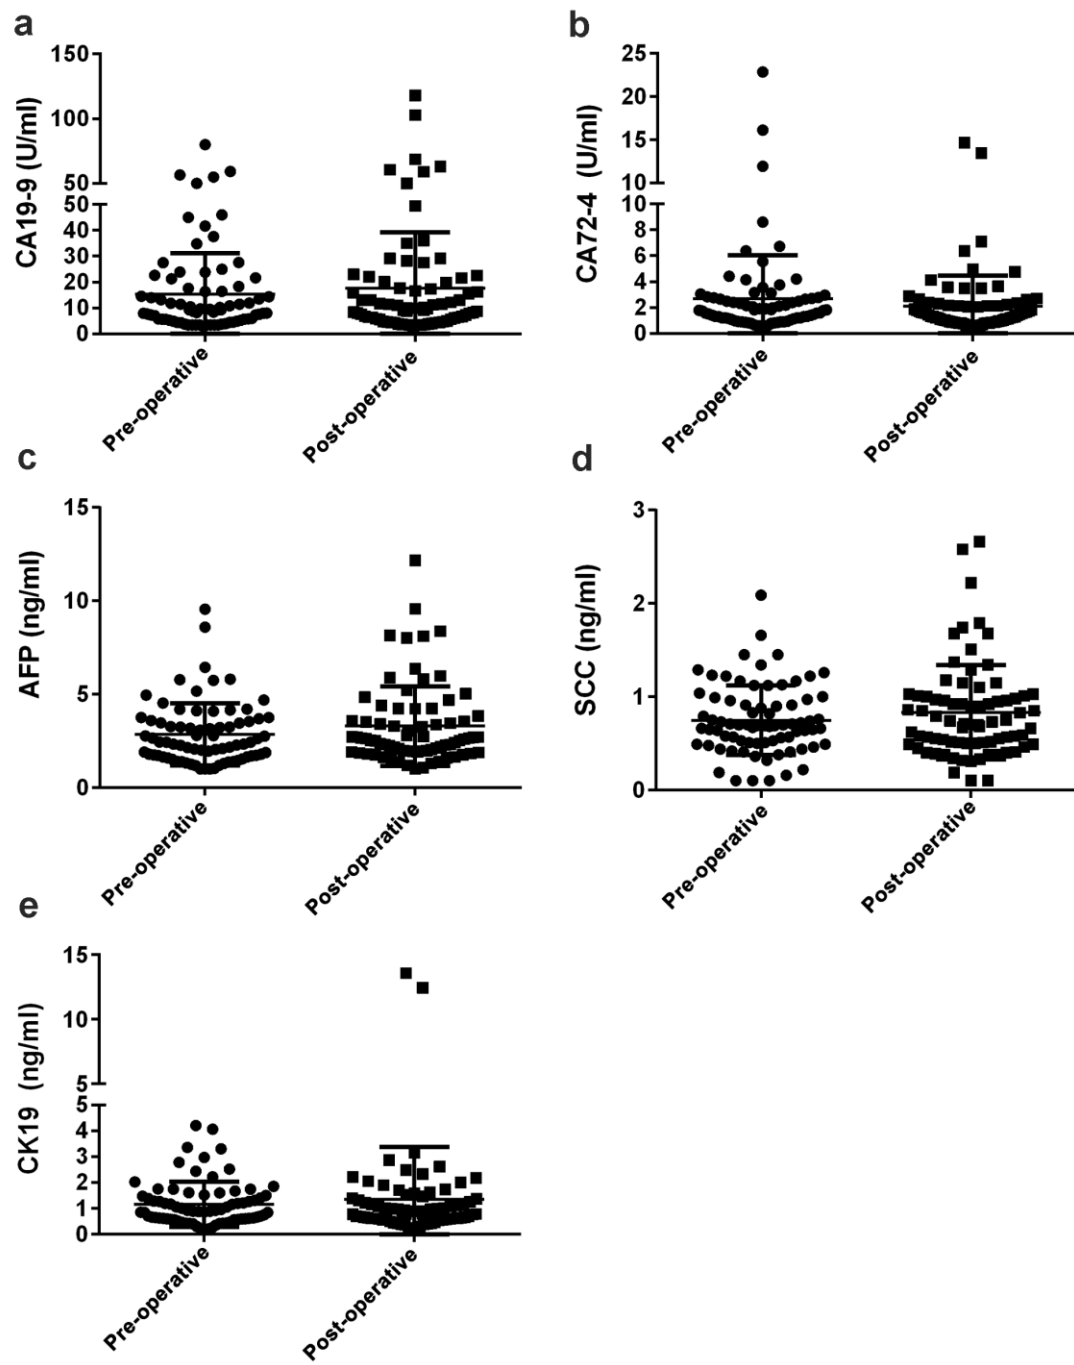 a
CA19-9 (U/ml)
150
100
50
50
40
30
20
10
0
Pre-operative
Post-operative
b
CA72-4 (U/ml)
25
20
15
10
10
8
6
4
2
0
Pre-operative
Post-operative
c
AFP (ng/ml)
15
10
5
0
Pre-operative
Post-operative
d
SCC (ng/ml)
3
2
1
0
Pre-operative
Post-operative
e
CK19 (ng/ml)
15
10
5
5
4
3
2
1
0
Pre-operative
Post-operative